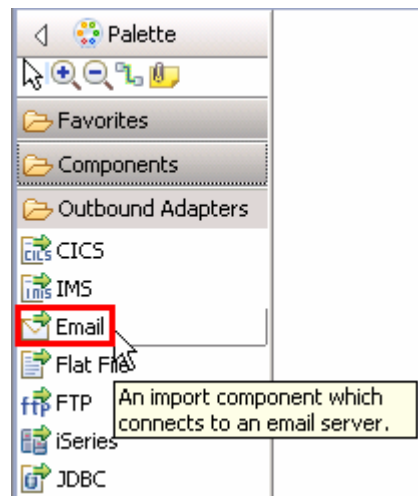 Palette
Favorites
Components
Outbound Adapters
CICS
IMS
Email
Flat File
FTP
An import component which
connects to an email server.
iSeries
JDBC